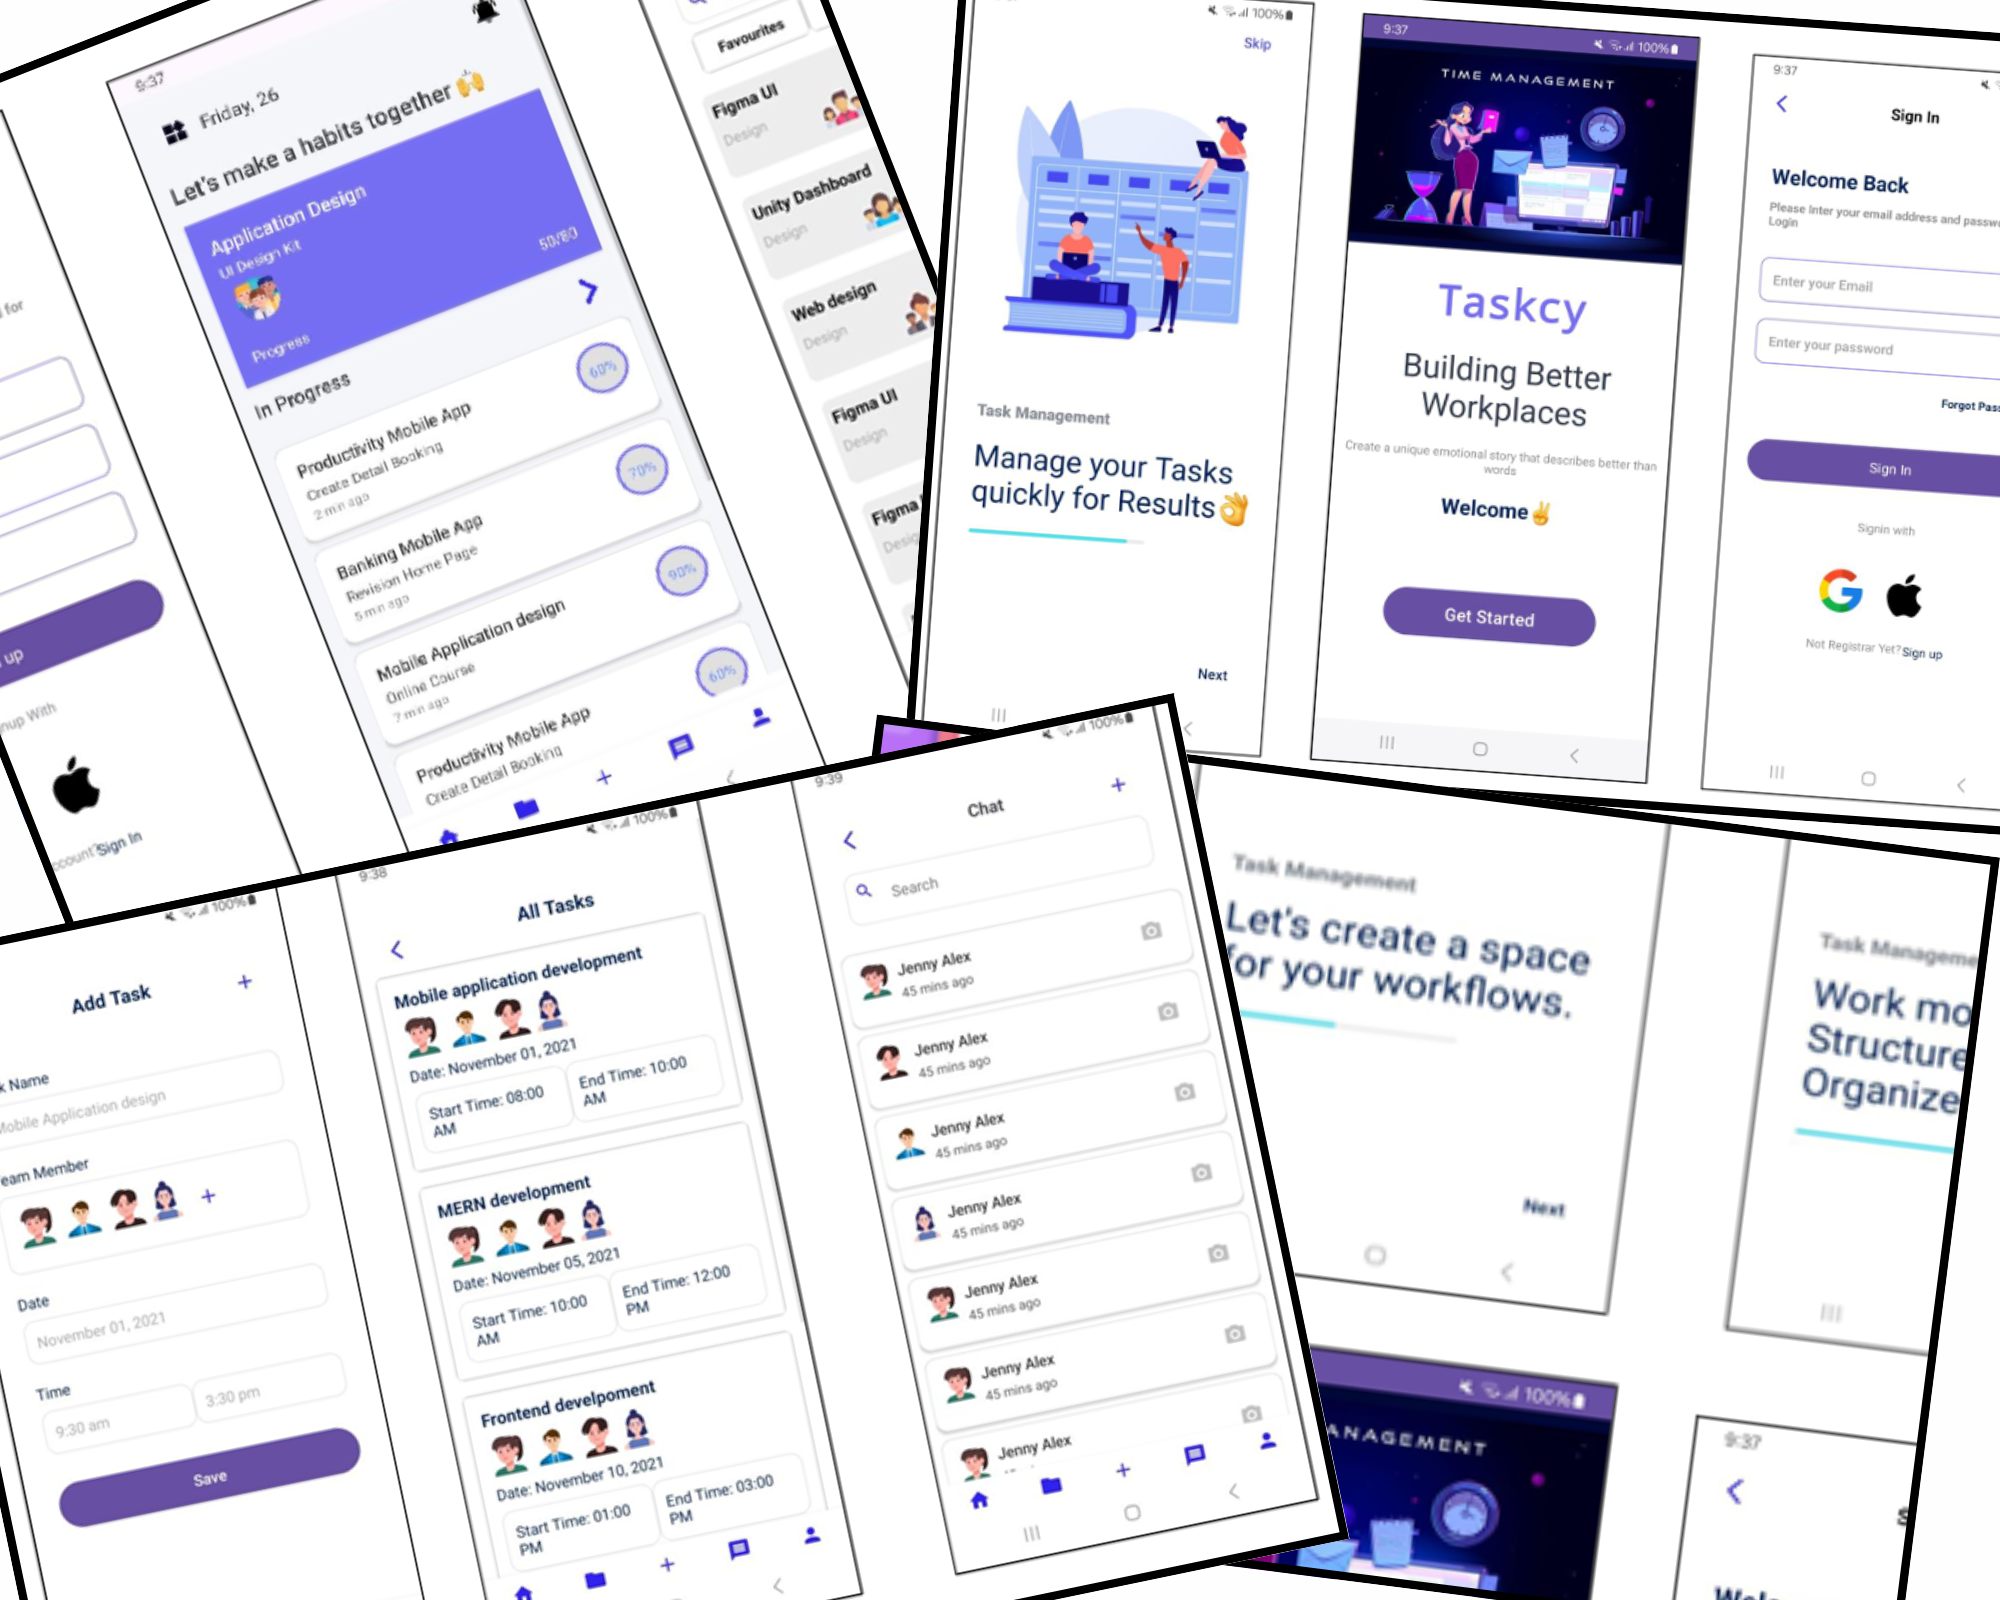 9:37
Friday, 26
Let's make a habits together
Application Design
UI Design Kit
50/80
Progress
In Progress
Productivity Mobile App
Create Detail Booking
2 min ago
60%
Banking Mobile App
Revision Home Page
5 min ago
70%
Mobile Application design
Online Course
7 min ago
90%
Productivity Mobile App
Create Detail Booking
60%
for
up
With
Sign In
Favourites
Figma UI
Design
Unity Dashboard
Design
Web design
Design
Figma UI
Design
Figma
100%
Skip
Task Management
Manage your Tasks
quickly for Results
Next
9:37
100%
TIME MANAGEMENT
Taskcy
Building Better
Workplaces
Create a unique emotional story that describes better than
words
Welcome
Get Started
9:37
Sign In
Welcome Back
Please Inter your email address and
Login
Enter your Email
Enter your password
Forgot
Sign In
Signin with
Not Registrar Yet? Sign up
100%
Add Task
Name
Mobile Application design
Member
Date
November 01, 2021
Time
9:30 am
3:30 pm
Save
9:38
100%
All Tasks
Mobile application development
Date: November 01, 2021
Start Time: 08:00
AM
End Time: 10:00
AM
MERN development
Date: November 05, 2021
Start Time: 10:00
AM
End Time: 12:00
PM
Frontend develpoment
Date: November 10, 2021
Start Time: 01:00
PM
End Time: 03:00
PM
9:39
100%
Chat
Search
Jenny Alex
45 mins ago
Jenny Alex
45 mins ago
Jenny Alex
45 mins ago
Jenny Alex
45 mins ago
Jenny Alex
45 mins ago
Jenny Alex
45 mins ago
Jenny Alex
Task Management
Let's create a space
for your workflows.
Next
Task
Work
Structure
Organize
100%
ANAGEMENT
9:37